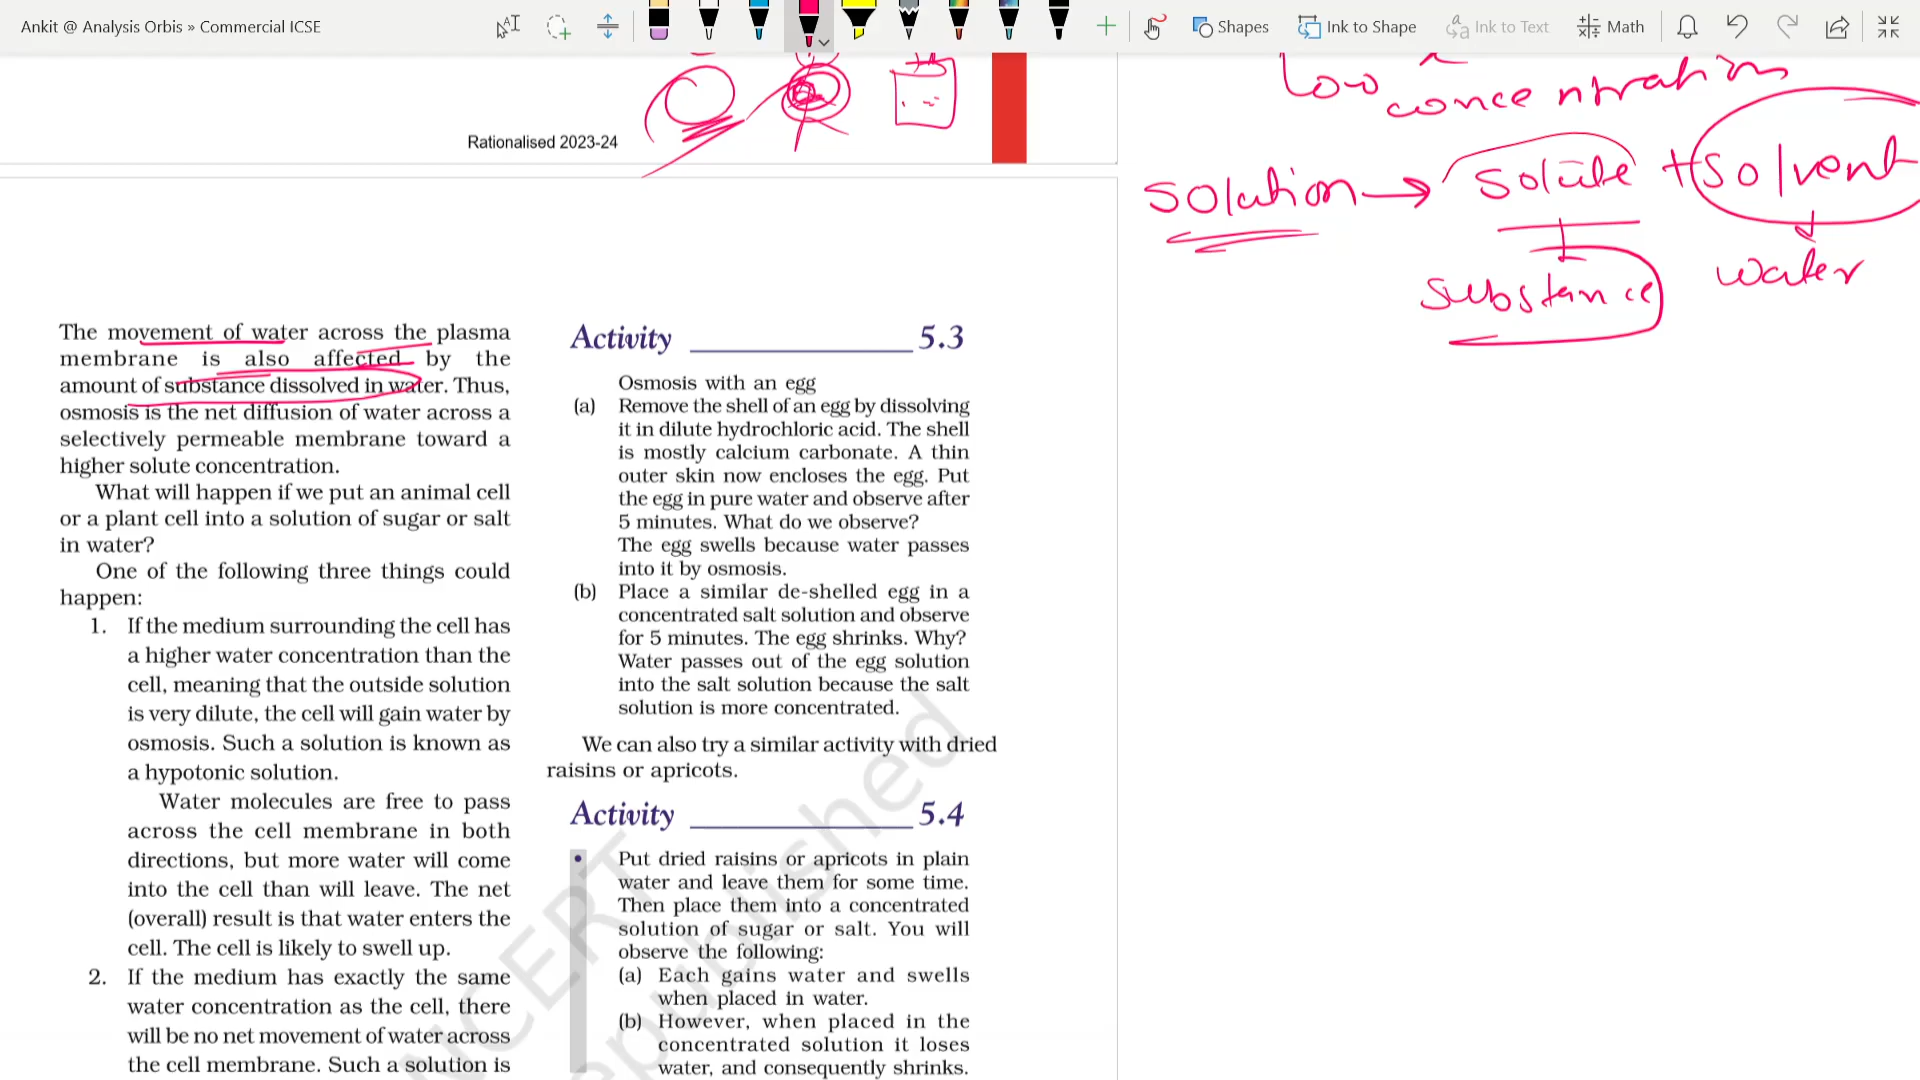 Ankit @ Analysis Orbis » Commercial ICSE
Shapes
Ink to Shape
Ink to Text
Math
Rationalised 2023-24
The movement of water across the plasma
membrane is also affected by the
amount of substance dissolved in water. Thus,
osmosis is the net diffusion of water across a
selectively permeable membrane toward a
higher solute concentration.
What will happen if we put an animal cell
or a plant cell into a solution of sugar or salt
in water?
One of the following three things could
happen:
1. If the medium surrounding the cell has
a higher water concentration than the
cell, meaning that the outside solution
is very dilute, the cell will gain water by
osmosis. Such a solution is known as
a hypotonic solution.
Water molecules are free to pass
across the cell membrane in both
directions, but more water will come
into the cell than will leave. The net
(overall) result is that water enters the
cell. The cell is likely to swell up.
2. If the medium has exactly the same
water concentration as the cell, there
will be no net movement of water across
the cell membrane. Such a solution is
Activity 5.3
Osmosis with an egg
(a) Remove the shell of an egg by dissolving
it in dilute hydrochloric acid. The shell
is mostly calcium carbonate. A thin
outer skin now encloses the egg. Put
the egg in pure water and observe after
5 minutes. What do we observe?
The egg swells because water passes
into it by osmosis.
(b) Place a similar de-shelled egg in a
concentrated salt solution and observe
for 5 minutes. The egg shrinks. Why?
Water passes out of the egg solution
into the salt solution because the salt
solution is more concentrated.
We can also try a similar activity with dried
raisins or apricots.
Activity 5.4
• Put dried raisins or apricots in plain
water and leave them for some time.
Then place them into a concentrated
solution of sugar or salt. You will
observe the following:
(a) Each gains water and swells
when placed in water.
(b) However, when placed in the
concentrated solution it loses
water, and consequently shrinks.
Low
concentration
solution → solute + solvent
substance
water
NCERT
republished